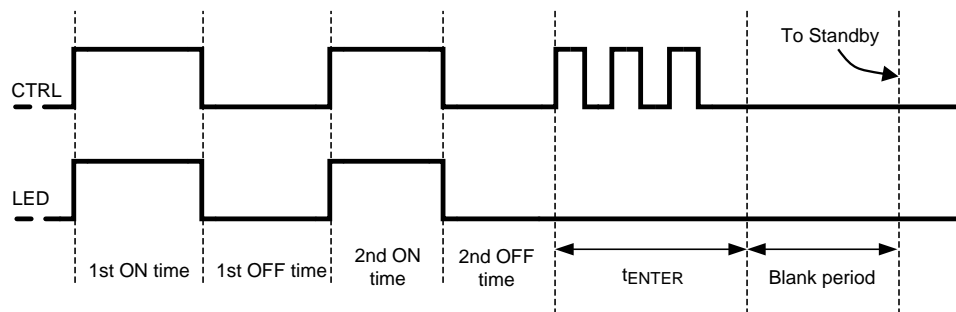 To Standby
CTRL
LED
1st ON time
1st OFF time
2nd ON
time
2nd OFF
time
tENTER
Blank period